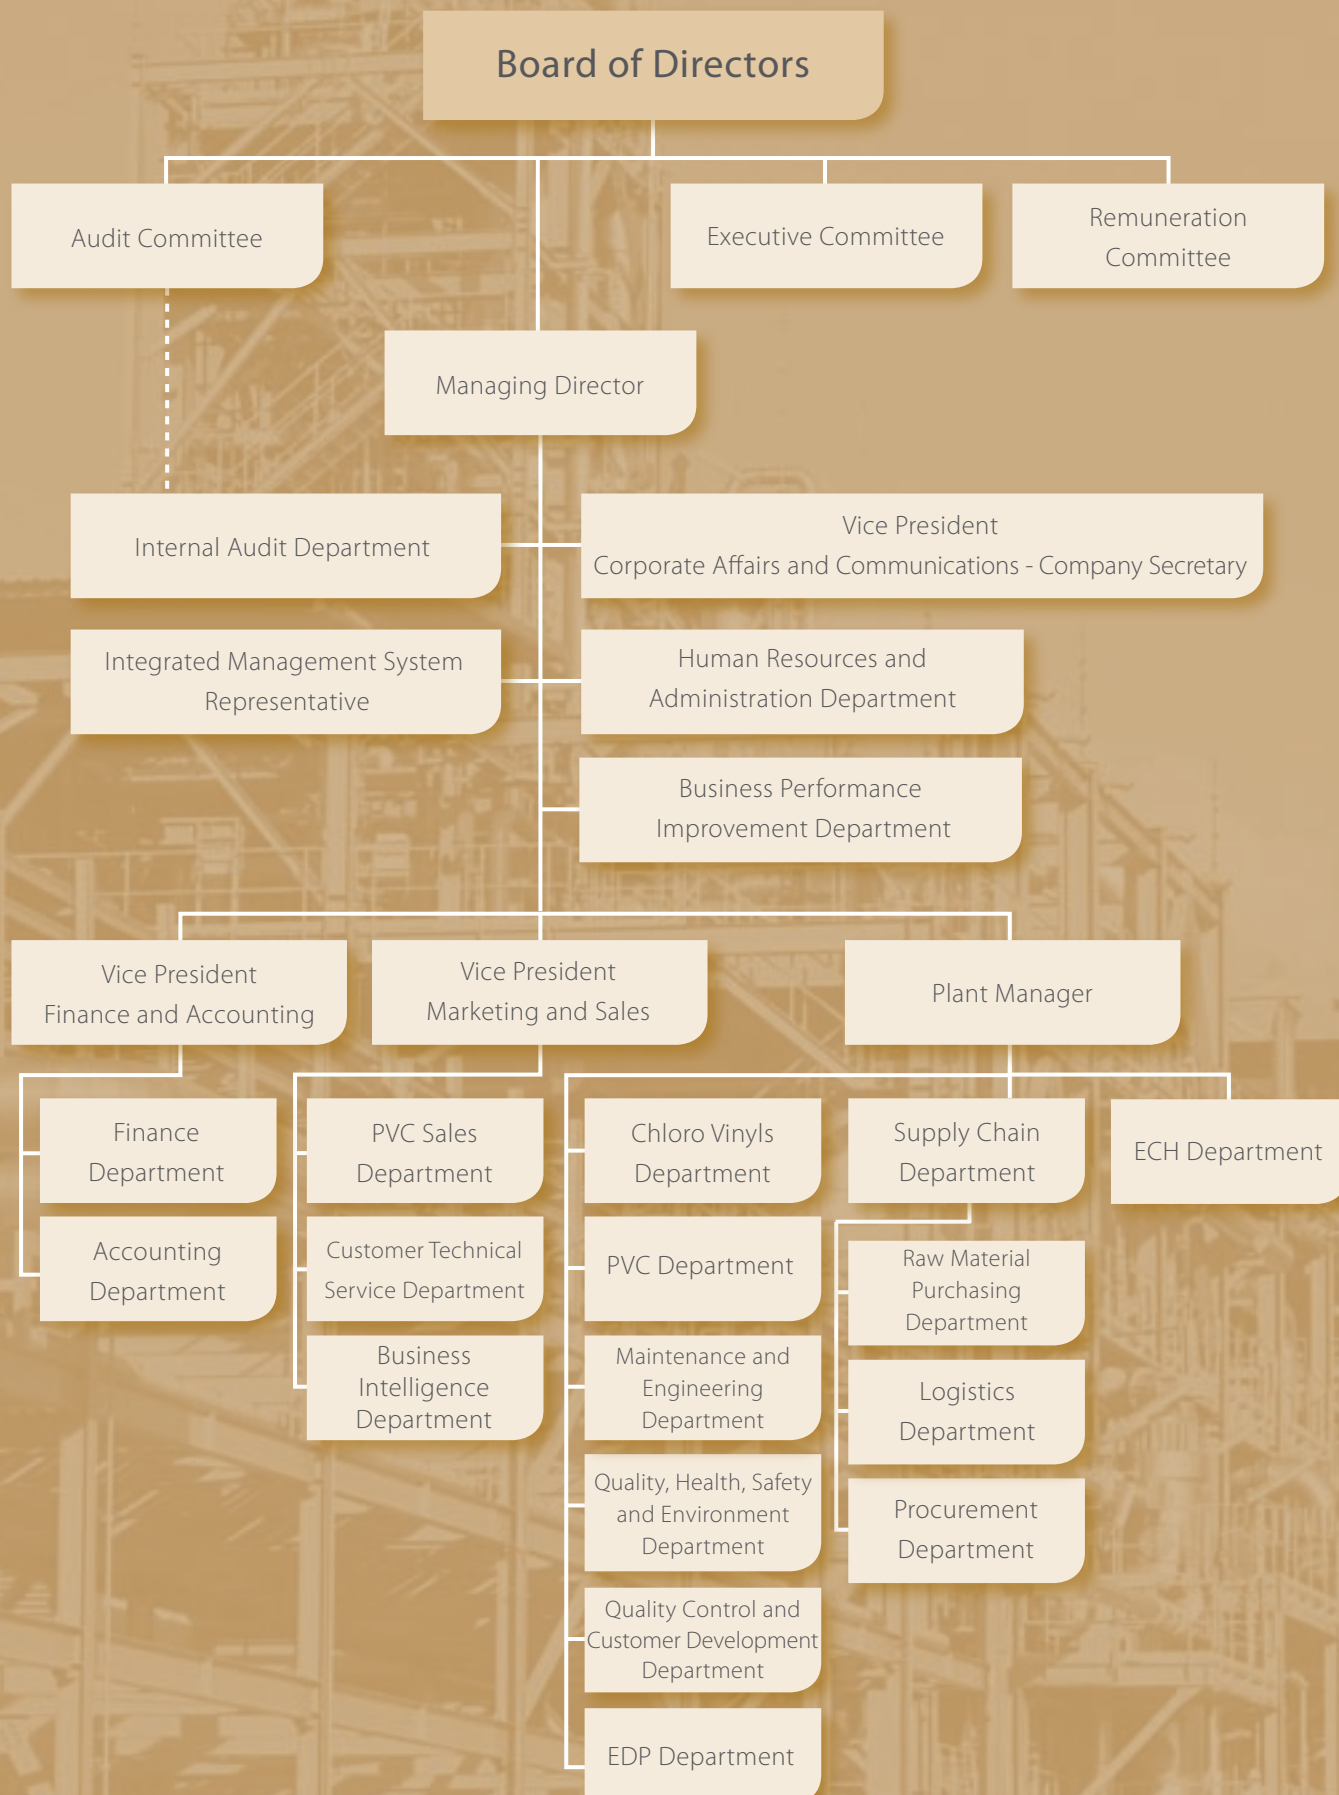 Board of Directors
Audit Committee
Executive Committee
Remuneration
Committee
Managing Director
Internal Audit Department
Vice President
Corporate Affairs and Communications - Company Secretary
Integrated Management System
Representative
Human Resources and
Administration Department
Business Performance
Improvement Department
Vice President
Finance and Accounting
Vice President
Marketing and Sales
Plant Manager
Finance
Department
Accounting
Department
PVC Sales
Department
Customer Technical
Service Department
Business
Intelligence
Department
Chloro Vinyls
Department
PVC Department
Maintenance and
Engineering
Department
Quality, Health, Safety
and Environment
Department
Quality Control and
Customer Development
Department
EDP Department
Supply Chain
Department
Raw Material
Purchasing
Department
Logistics
Department
Procurement
Department
ECH Department